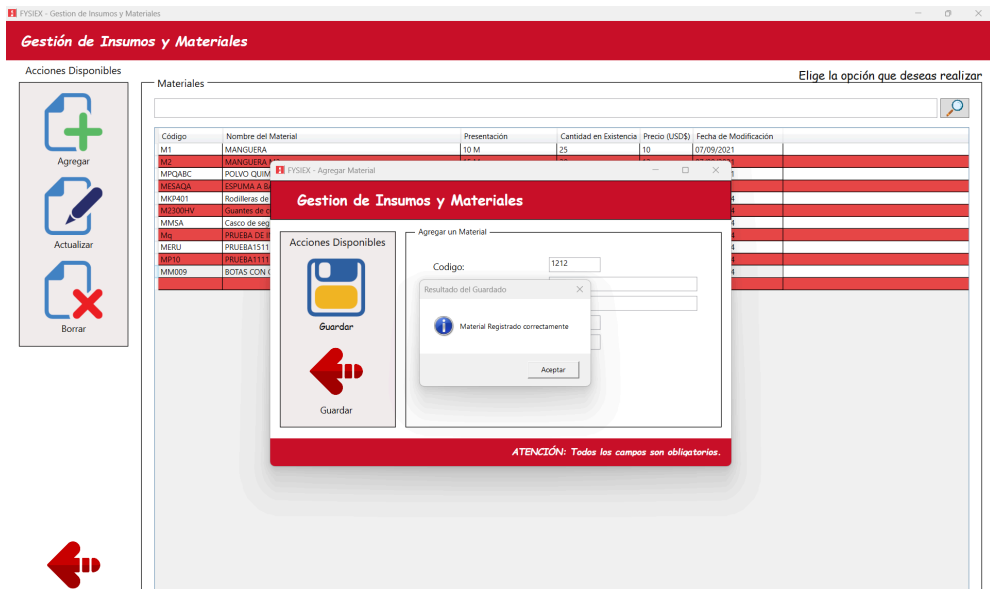 FYSIEX - Gestion de Insumos y Materiales
Gestión de Insumos y Materiales
Acciones Disponibles
Elige la opción que deseas realizar
Materiales
Agregar
Actualizar
Borrar
Código Nombre del Material Presentación Cantidad en Existencia Precio (USD$) Fecha de Modificación
M1 MANGUERA 10 M 25 10 07/09/2021
M2 MANGUERA
MPQABC POLVO QUIM
MESAQA ESPUMA A
MKP401 Rodilleras de
M2300HV Guantes de
MMSA Casco de seg
Mq PRUEBA DE
MERU PRUEBA1511
MP10 PRUEBA1111
MM009 BOTAS CON
FYSIEX - Agregar Material
Gestion de Insumos y Materiales
Acciones Disponibles
Guardar
Guardar
Agregar un Material
Codigo: 1212
Resultado del Guardado
Material Registrado correctamente
Aceptar
ATENCIÓN: Todos los campos son obligatorios.